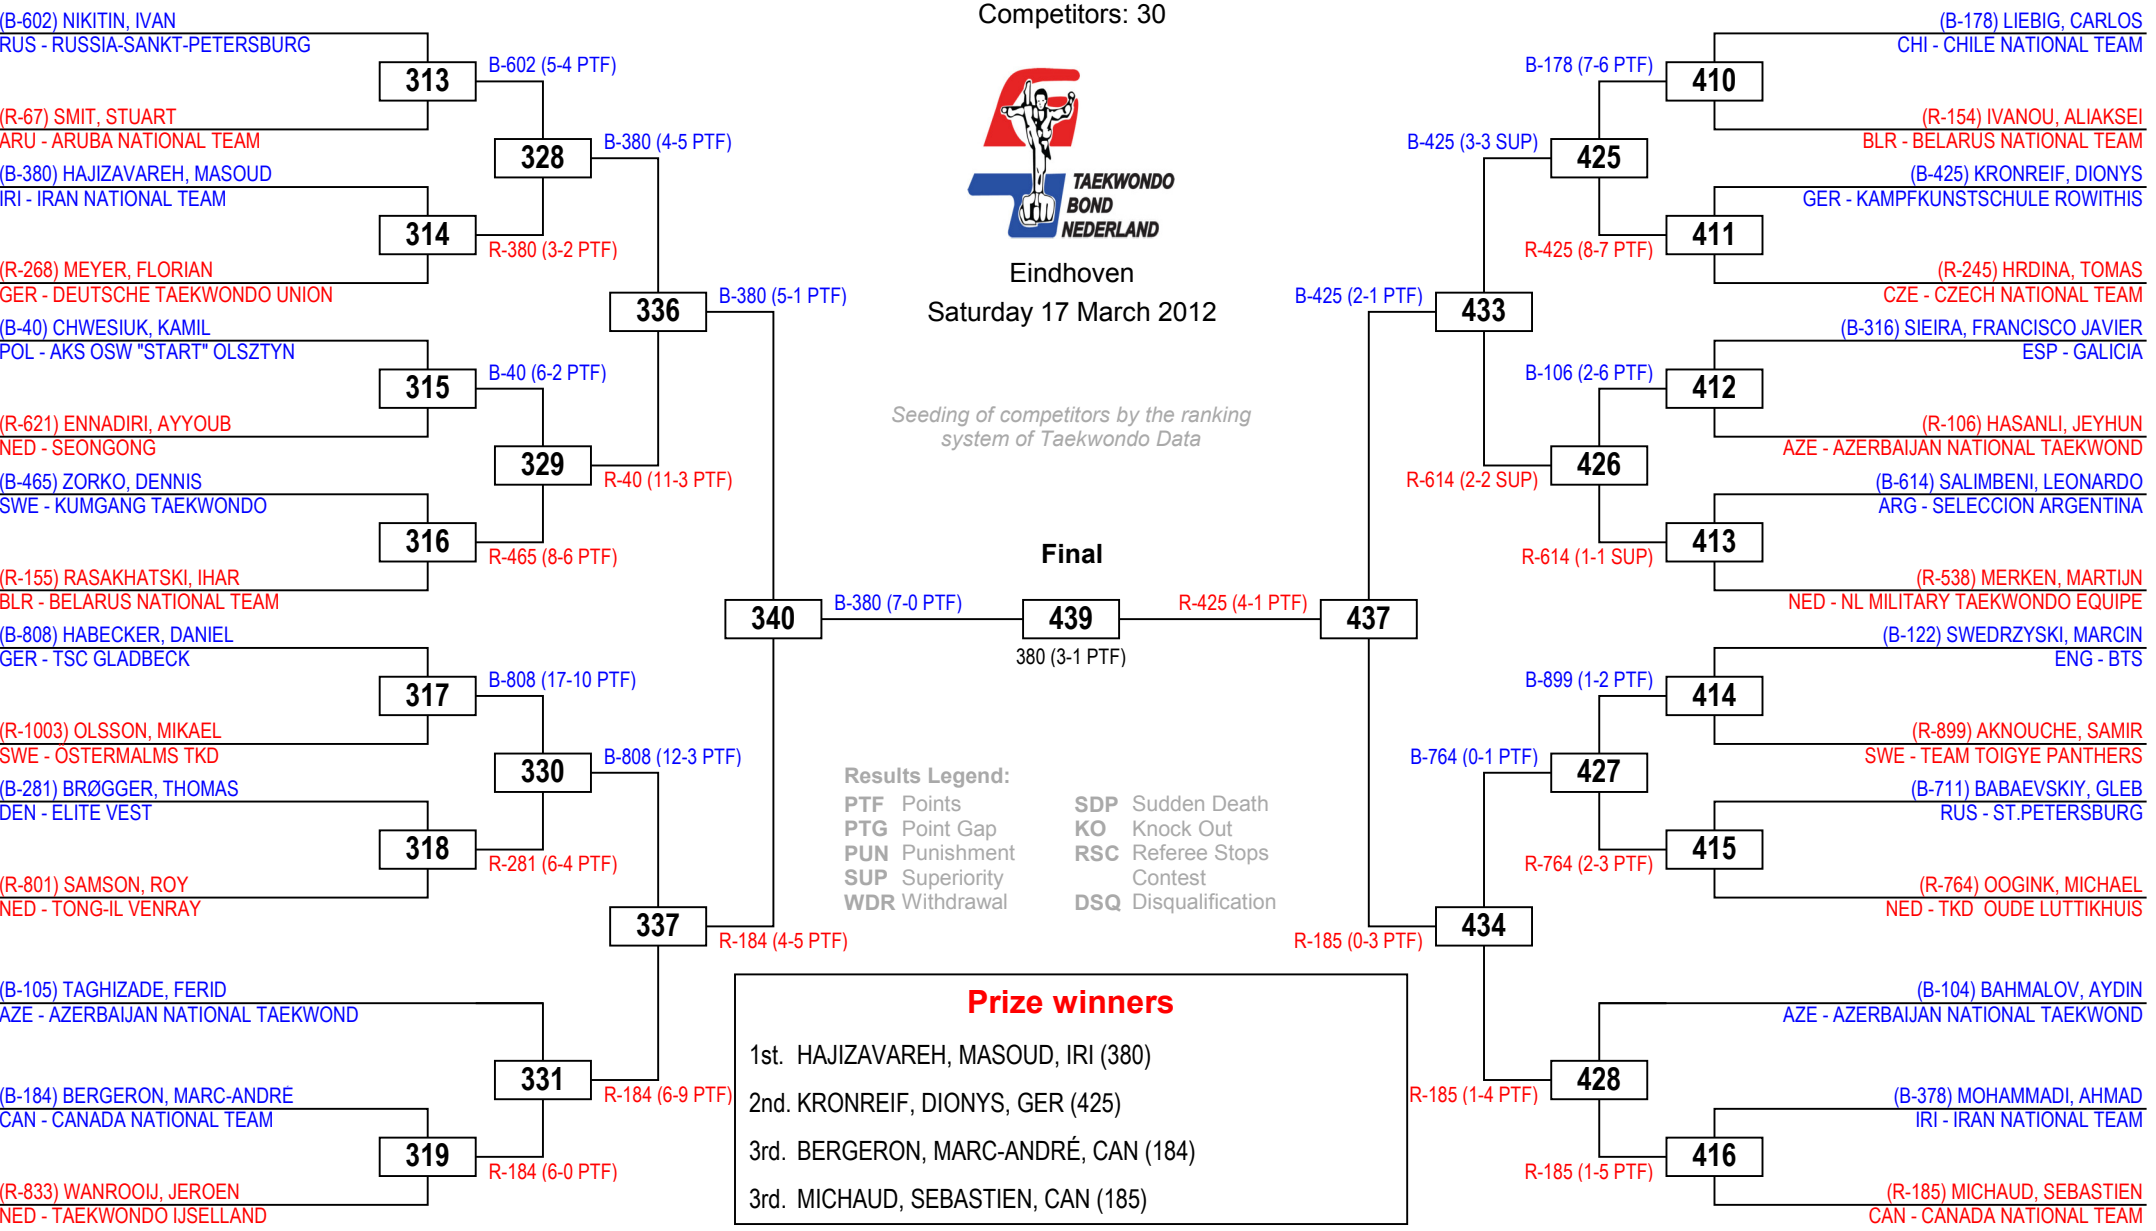 Competitors: 30
TAEKWONDO
BOND
NEDERLAND
Eindhoven
Saturday 17 March 2012
Seeding of competitors by the ranking
system of Taekwondo Data
(B-602) NIKITIN, IVAN
RUS - RUSSIA-SANKT-PETERSBURG
313
B-602 (5-4 PTF)
(R-67) SMIT, STUART
ARU - ARUBA NATIONAL TEAM
328
B-380 (4-5 PTF)
(B-380) HAJIZAVAREH, MASOUD
IRI - IRAN NATIONAL TEAM
314
R-380 (3-2 PTF)
(R-268) MEYER, FLORIAN
GER - DEUTSCHE TAEKWONDO UNION
336
B-380 (5-1 PTF)
(B-40) CHWESIUK, KAMIL
POL - AKS OSW "START" OLSZTYN
315
B-40 (6-2 PTF)
(R-621) ENNADIRI, AYYOUB
NED - SEONGONG
329
R-40 (11-3 PTF)
(B-465) ZORKO, DENNIS
SWE - KUMGANG TAEKWONDO
316
R-465 (8-6 PTF)
(R-155) RASAKHATSKI, IHAR
BLR - BELARUS NATIONAL TEAM
340
B-380 (7-0 PTF)
(B-808) HABECKER, DANIEL
GER - TSC GLADBECK
317
B-808 (17-10 PTF)
(R-1003) OLSSON, MIKAEL
SWE - ÖSTERMALMS TKD
330
B-808 (12-3 PTF)
(B-281) BRØGGER, THOMAS
DEN - ELITE VEST
318
R-281 (6-4 PTF)
(R-801) SAMSON, ROY
NED - TONG-IL VENRAY
337
R-184 (4-5 PTF)
(B-105) TAGHIZADE, FERID
AZE - AZERBAIJAN NATIONAL TAEKWOND
331
R-184 (6-9 PTF)
(B-184) BERGERON, MARC-ANDRÉ
CAN - CANADA NATIONAL TEAM
319
R-184 (6-0 PTF)
(R-833) WANROOIJ, JEROEN
NED - TAEKWONDO IJSELLAND
Final
439
380 (3-1 PTF)
(B-178) LIEBIG, CARLOS
CHI - CHILE NATIONAL TEAM
B-178 (7-6 PTF)
410
(R-154) IVANOU, ALIAKSEI
BLR - BELARUS NATIONAL TEAM
B-425 (3-3 SUP)
425
(B-425) KRONREIF, DIONYS
GER - KAMPFKUNSTSCHULE ROWITHIS
411
R-425 (8-7 PTF)
(R-245) HRDINA, TOMAS
CZE - CZECH NATIONAL TEAM
B-425 (2-1 PTF)
433
(B-316) SIEIRA, FRANCISCO JAVIER
ESP - GALICIA
B-106 (2-6 PTF)
412
(R-106) HASANLI, JEYHUN
AZE - AZERBAIJAN NATIONAL TAEKWOND
426
R-614 (2-2 SUP)
(B-614) SALIMBENI, LEONARDO
ARG - SELECCION ARGENTINA
413
R-614 (1-1 SUP)
(R-538) MERKEN, MARTIJN
NED - NL MILITARY TAEKWONDO EQUIPE
R-425 (4-1 PTF)
437
(B-122) SWEDRZYSKI, MARCIN
ENG - BTS
B-899 (1-2 PTF)
414
(R-899) AKNOUCHE, SAMIR
SWE - TEAM TOIGYE PANTHERS
B-764 (0-1 PTF)
427
(B-711) BABAEVSKIY, GLEB
RUS - ST.PETERSBURG
415
R-764 (2-3 PTF)
(R-764) OOGINK, MICHAEL
NED - TKD  OUDE LUTTIKHUIS
434
R-185 (0-3 PTF)
(B-104) BAHMALOV, AYDIN
AZE - AZERBAIJAN NATIONAL TAEKWOND
428
R-185 (1-4 PTF)
(B-378) MOHAMMADI, AHMAD
IRI - IRAN NATIONAL TEAM
416
R-185 (1-5 PTF)
(R-185) MICHAUD, SEBASTIEN
CAN - CANADA NATIONAL TEAM
Results Legend:
PTF Points SDP Sudden Death
PTG Point Gap KO Knock Out
PUN Punishment RSC Referee Stops
SUP Superiority Contest
WDR Withdrawal DSQ Disqualification
Prize winners
1st. HAJIZAVAREH, MASOUD, IRI (380)
2nd. KRONREIF, DIONYS, GER (425)
3rd. BERGERON, MARC-ANDRÉ, CAN (184)
3rd. MICHAUD, SEBASTIEN, CAN (185)